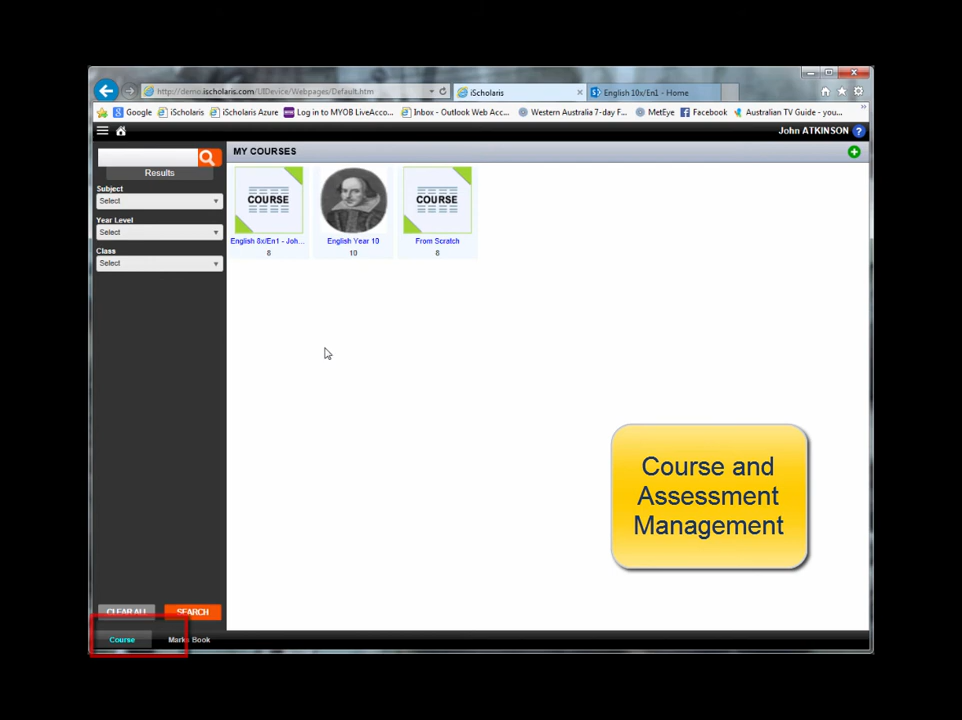 http://demo.ischolaris.com/UIDevice/Webpages/Default.htm
iScholaris
English 10x/En1 - Home
Google
iScholaris
iScholaris Azure
Log in to MYOB LiveAcco...
Inbox - Outlook Web Acc...
Western Australia 7-day F...
MetEye
Facebook
Australian TV Guide - you...
John ATKINSON ?
MY COURSES
Results
Subject
Select
Year Level
Select
Class
Select
COURSE
English 8x/En1 - Joh...
8
English Year 10
10
COURSE
From Scratch
8
Course and
Assessment
Management
CLEAR ALL
SEARCH
Course
Marks Book